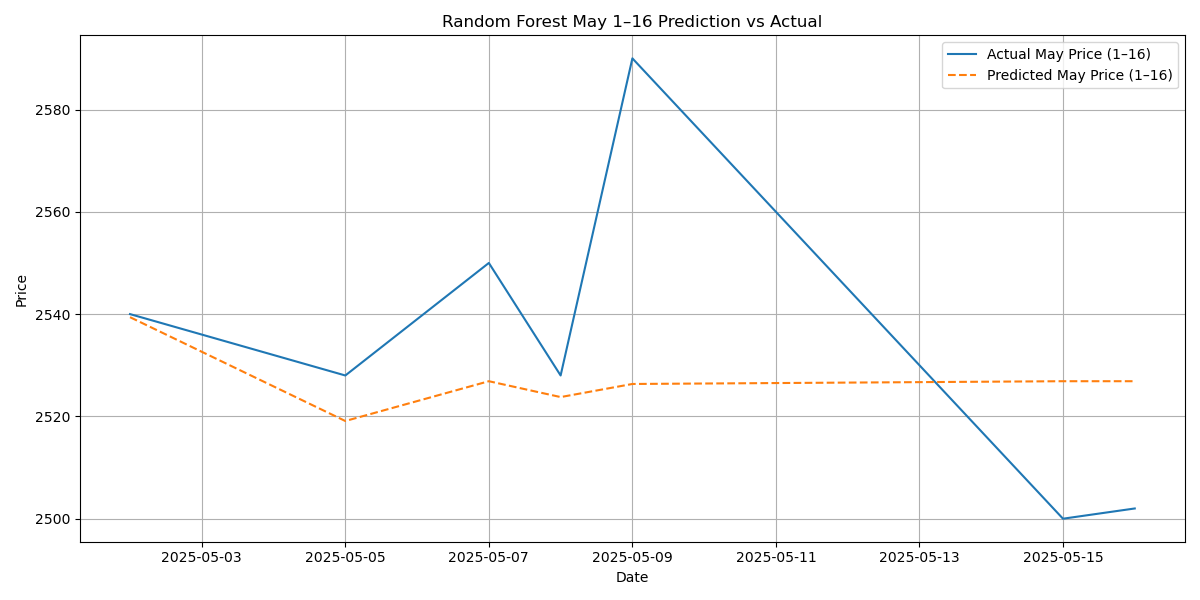 Random Forest May 1–16 Prediction vs Actual
Actual May Price (1–16)
Predicted May Price (1–16)
Price
2580
2560
2540
2520
2500
2025-05-03
2025-05-05
2025-05-07
2025-05-09
2025-05-11
2025-05-13
2025-05-15
Date